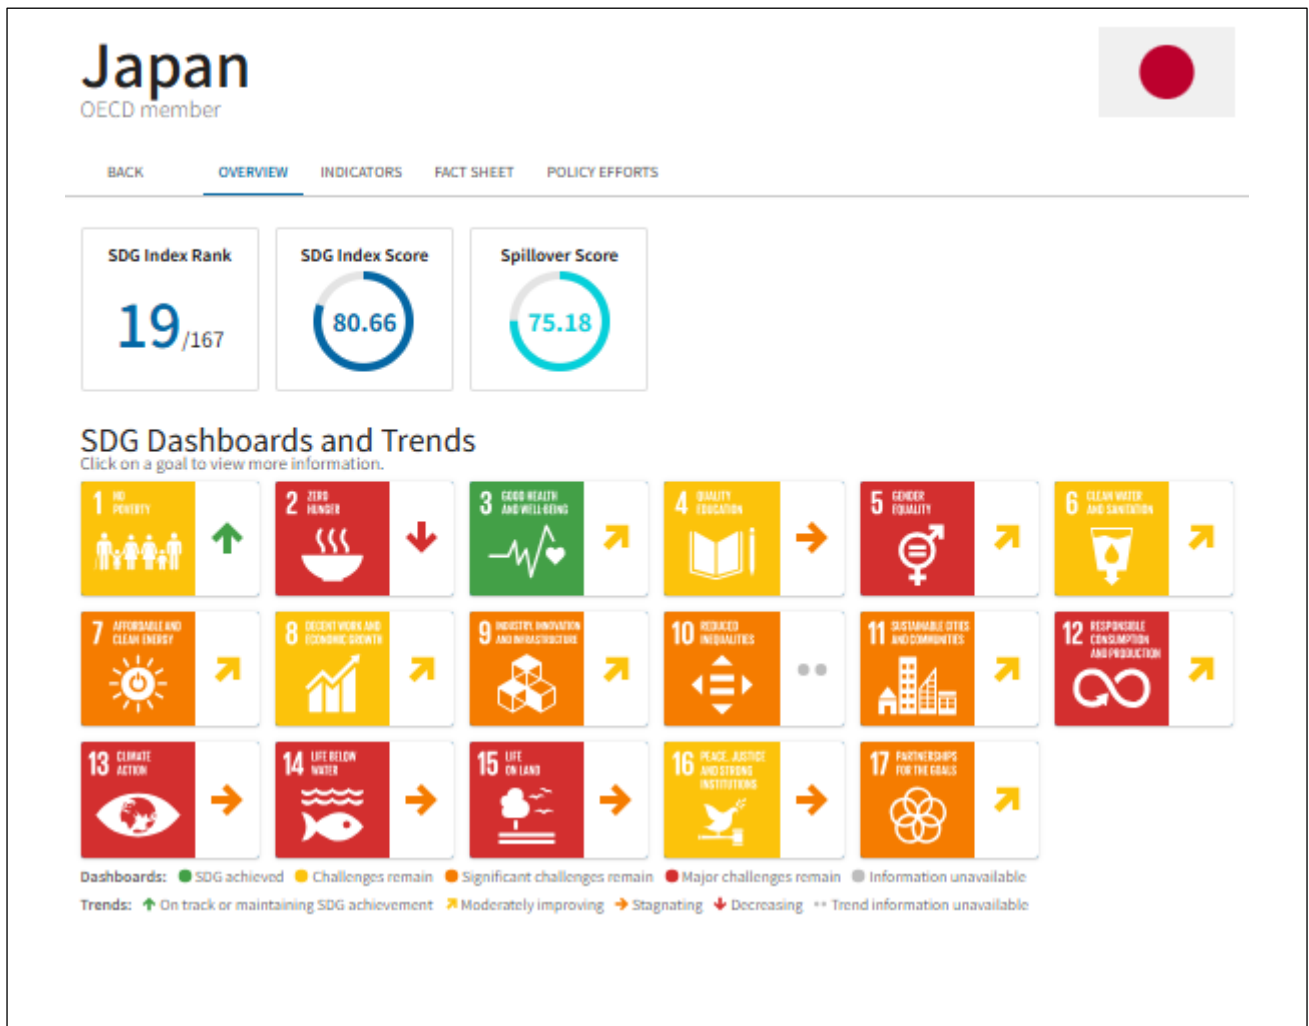 Japan
OECD member
BACK OVERVIEW INDICATORS FACT SHEET POLICY EFFORTS
SDG Index Rank
19/167
SDG Index Score
80.66
Spillover Score
75.18
SDG Dashboards and Trends
Click on a goal to view more information.
1 NO
POVERTY
2 ZERO
HUNGER
3 GOOD HEALTH
AND WELL-BEING
4 QUALITY
EDUCATION
5 GENDER
EQUALITY
6 CLEAN WATER
AND SANITATION
7 AFFORDABLE AND
CLEAN ENERGY
8 DECENT WORK AND
ECONOMIC GROWTH
9 INDUSTRY, INNOVATION
AND INFRASTRUCTURE
10 REDUCED
INEQUALITIES
11 SUSTAINABLE CITIES
AND COMMUNITIES
12 RESPONSIBLE
CONSUMPTION
AND PRODUCTION
13 CLIMATE
ACTION
14 LIFE BELOW
WATER
15 LIFE
ON LAND
16 PEACE, JUSTICE
AND STRONG
INSTITUTIONS
17 PARTNERSHIPS
FOR THE GOALS
Dashboards: SDG achieved Challenges remain Significant challenges remain Major challenges remain Information unavailable
Trends: On track or maintaining SDG achievement Moderately improving Stagnating Decreasing Trend information unavailable